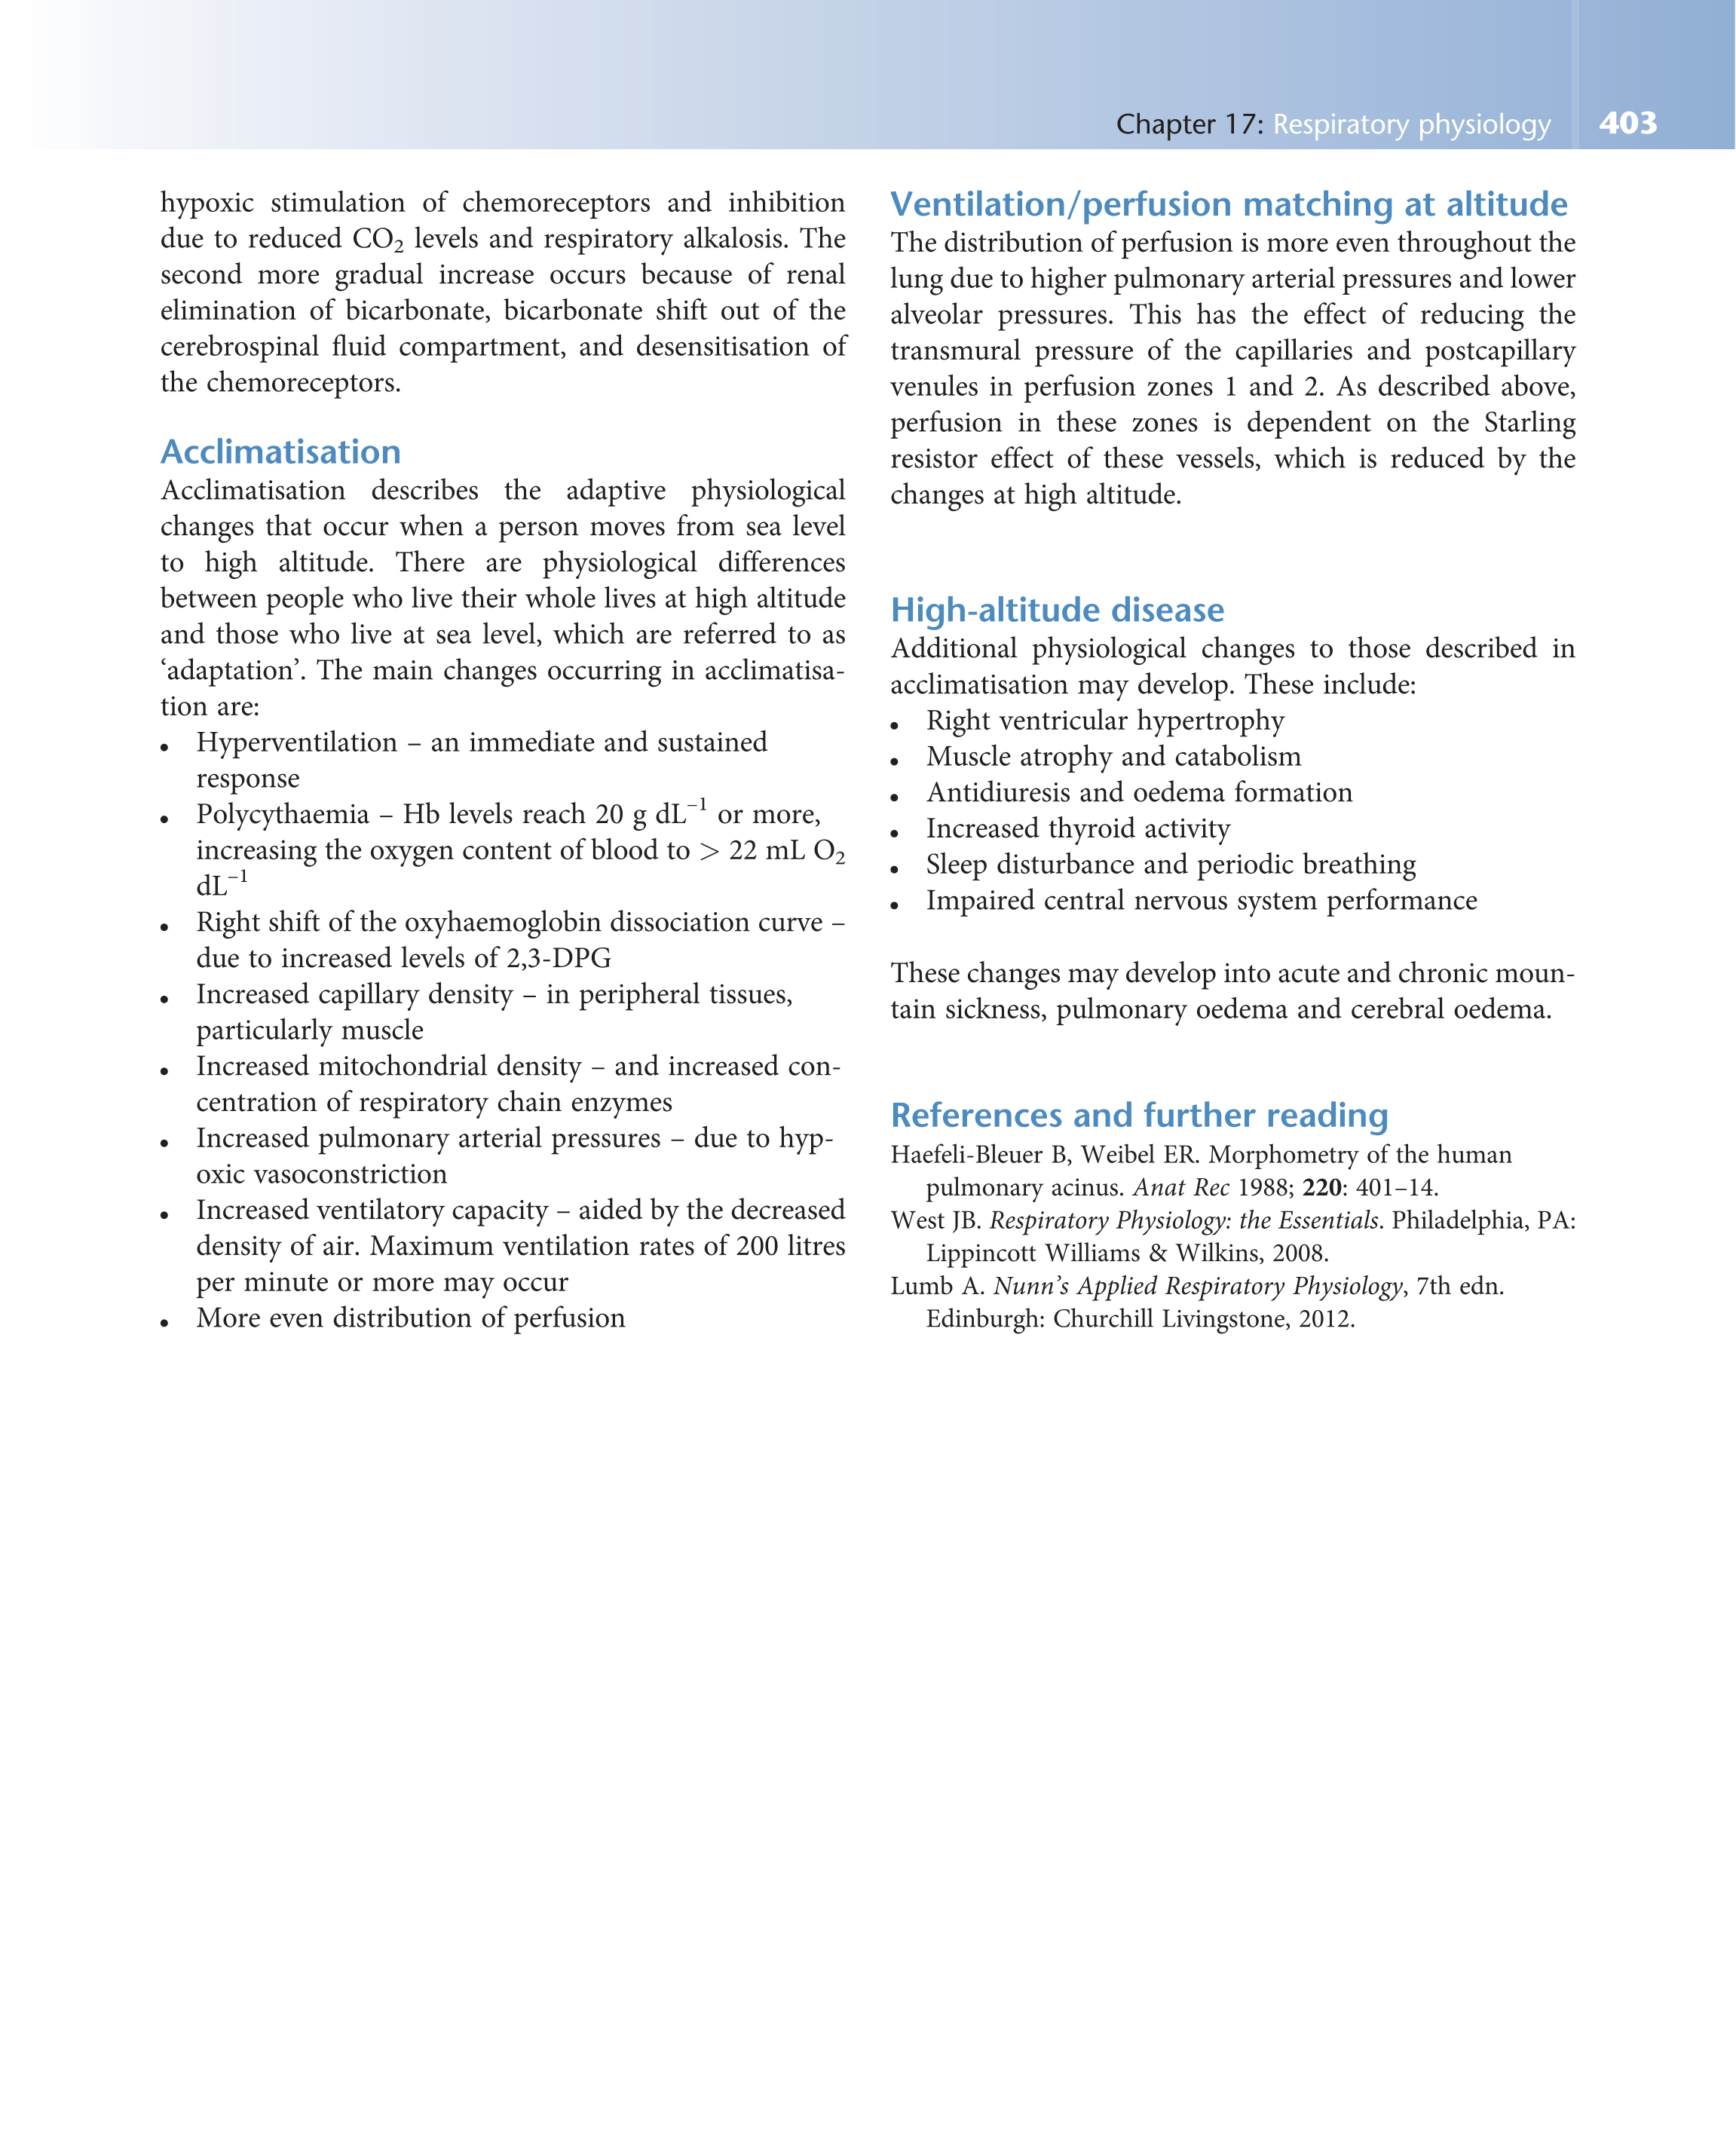 Chapter 17: Respiratory physiology 403
hypoxic stimulation of chemoreceptors and inhibition
due to reduced CO₂ levels and respiratory alkalosis. The
second more gradual increase occurs because of renal
elimination of bicarbonate, bicarbonate shift out of the
cerebrospinal fluid compartment, and desensitisation of
the chemoreceptors.
Acclimatisation
Acclimatisation describes the adaptive physiological
changes that occur when a person moves from sea level
to high altitude. There are physiological differences
between people who live their whole lives at high altitude
and those who live at sea level, which are referred to as
‘adaptation’. The main changes occurring in acclimatisa-
tion are:
• Hyperventilation – an immediate and sustained
response
• Polycythaemia – Hb levels reach 20 g dL⁻¹ or more,
increasing the oxygen content of blood to > 22 mL O₂
dL⁻¹
• Right shift of the oxyhaemoglobin dissociation curve –
due to increased levels of 2,3-DPG
• Increased capillary density – in peripheral tissues,
particularly muscle
• Increased mitochondrial density – and increased con-
centration of respiratory chain enzymes
• Increased pulmonary arterial pressures – due to hyp-
oxic vasoconstriction
• Increased ventilatory capacity – aided by the decreased
density of air. Maximum ventilation rates of 200 litres
per minute or more may occur
• More even distribution of perfusion
Ventilation/perfusion matching at altitude
The distribution of perfusion is more even throughout the
lung due to higher pulmonary arterial pressures and lower
alveolar pressures. This has the effect of reducing the
transmural pressure of the capillaries and postcapillary
venules in perfusion zones 1 and 2. As described above,
perfusion in these zones is dependent on the Starling
resistor effect of these vessels, which is reduced by the
changes at high altitude.
High-altitude disease
Additional physiological changes to those described in
acclimatisation may develop. These include:
• Right ventricular hypertrophy
• Muscle atrophy and catabolism
• Antidiuresis and oedema formation
• Increased thyroid activity
• Sleep disturbance and periodic breathing
• Impaired central nervous system performance
These changes may develop into acute and chronic moun-
tain sickness, pulmonary oedema and cerebral oedema.
References and further reading
Haefeli-Bleuer B, Weibel ER. Morphometry of the human
pulmonary acinus. Anat Rec 1988; 220: 401–14.
West JB. Respiratory Physiology: the Essentials. Philadelphia, PA:
Lippincott Williams & Wilkins, 2008.
Lumb A. Nunn’s Applied Respiratory Physiology, 7th edn.
Edinburgh: Churchill Livingstone, 2012.